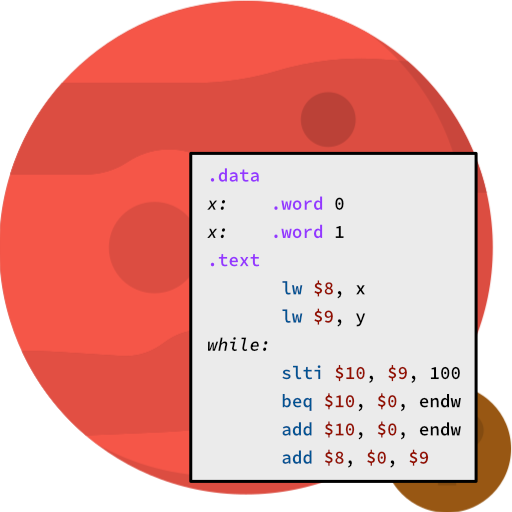 .data
x: .word 0
x: .word 1
.text
lw $8, x
lw $9, y
while:
slti $10, $9, 100
beq $10, $0, endw
add $10, $0, endw
add $8, $0, $9